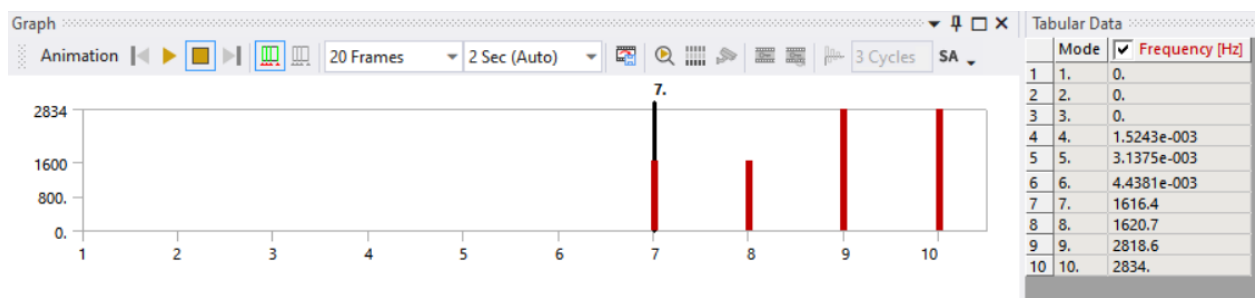 Graph
Animation 20 Frames 2 Sec (Auto) 3 Cycles SA
7.
2834
1600
800.
0.
1 2 3 4 5 6 7 8 9 10
Tabular Data
Mode Frequency [Hz]
1 1. 0.
2 2. 0.
3 3. 0.
4 4. 1.5243e-003
5 5. 3.1375e-003
6 6. 4.4381e-003
7 7. 1616.4
8 8. 1620.7
9 9. 2818.6
10 10. 2834.